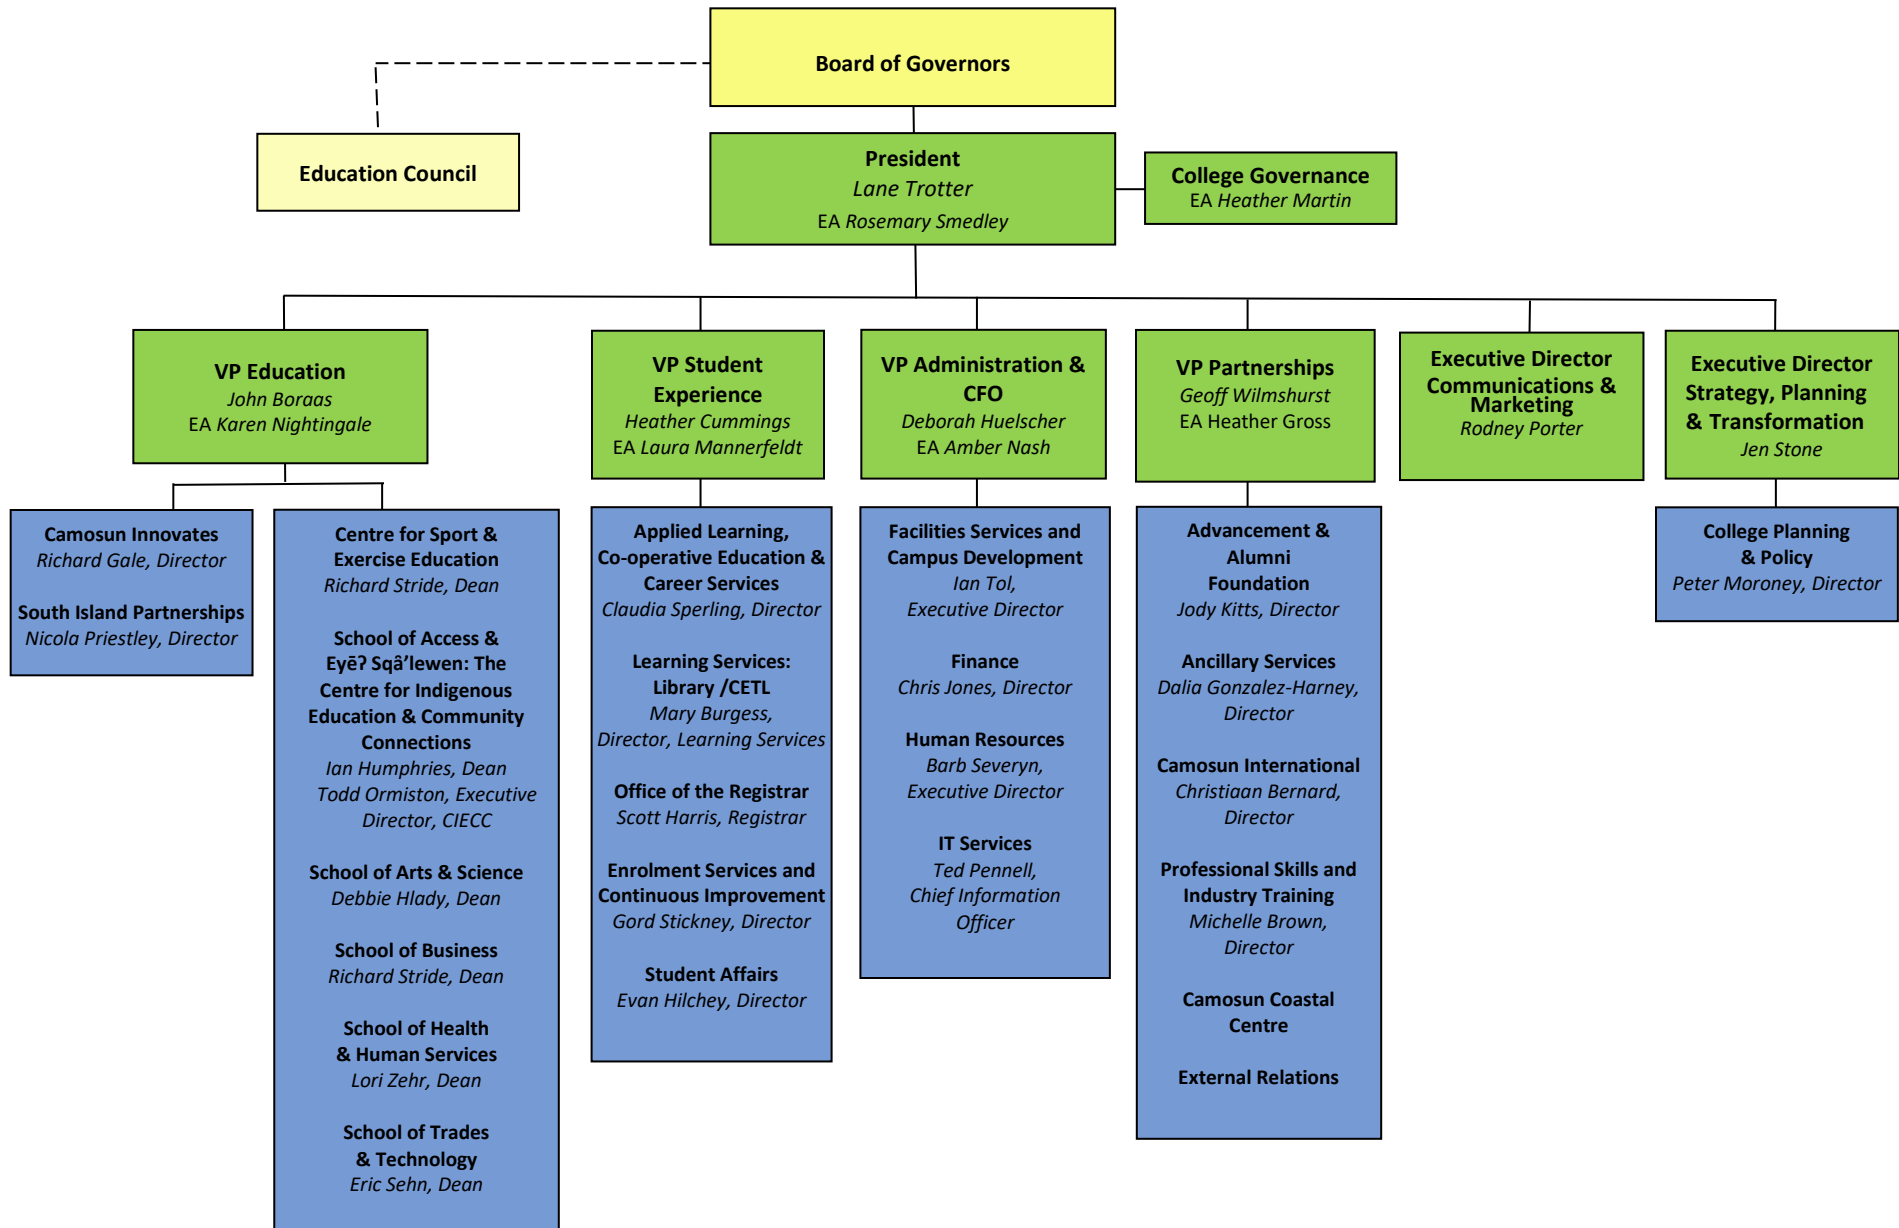 Board of Governors
Education Council
President
Lane Trotter
EA Rosemary Smedley
College Governance
EA Heather Martin
VP Education
John Boraas
EA Karen Nightingale
VP Student
Experience
Heather Cummings
EA Laura Mannerfeldt
VP Administration &
CFO
Deborah Huelscher
EA Amber Nash
VP Partnerships
Geoff Wilmshurst
EA Heather Gross
Executive Director
Communications &
Marketing
Rodney Porter
Executive Director
Strategy, Planning
& Transformation
Jen Stone
Camosun Innovates
Richard Gale, Director
South Island Partnerships
Nicola Priestley, Director
Centre for Sport &
Exercise Education
Richard Stride, Dean
School of Access &
Eyēʔ Sqȃ’lewen: The
Centre for Indigenous
Education & Community
Connections
Ian Humphries, Dean
Todd Ormiston, Executive
Director, CIECC
School of Arts & Science
Debbie Hlady, Dean
School of Business
Richard Stride, Dean
School of Health
& Human Services
Lori Zehr, Dean
School of Trades
& Technology
Eric Sehn, Dean
Applied Learning,
Co-operative Education &
Career Services
Claudia Sperling, Director
Learning Services:
Library /CETL
Mary Burgess,
Director, Learning Services
Office of the Registrar
Scott Harris, Registrar
Enrolment Services and
Continuous Improvement
Gord Stickney, Director
Student Affairs
Evan Hilchey, Director
Facilities Services and
Campus Development
Ian Tol,
Executive Director
Finance
Chris Jones, Director
Human Resources
Barb Severyn,
Executive Director
IT Services
Ted Pennell,
Chief Information
Officer
Advancement &
Alumni
Foundation
Jody Kitts, Director
Ancillary Services
Dalia Gonzalez-Harney,
Director
Camosun International
Christiaan Bernard,
Director
Professional Skills and
Industry Training
Michelle Brown,
Director
Camosun Coastal
Centre
External Relations
College Planning
& Policy
Peter Moroney, Director